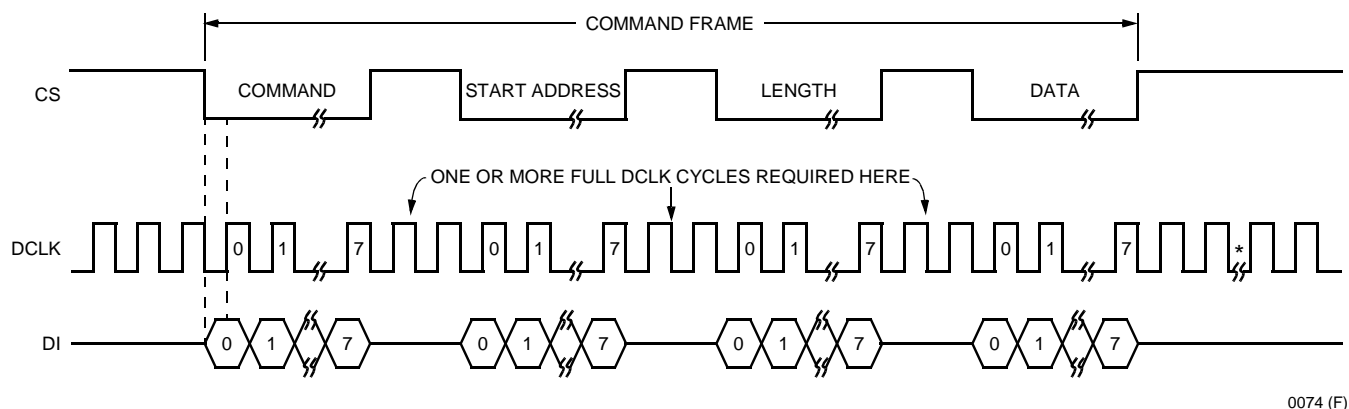 COMMAND FRAME
CS
COMMAND
START ADDRESS
LENGTH
DATA
ONE OR MORE FULL DCLK CYCLES REQUIRED HERE
DCLK
0 1 7 0 1 7 0 1 7 0 1 7 *
DI
0 1 7 0 1 7 0 1 7 0 1 7
0074 (F)